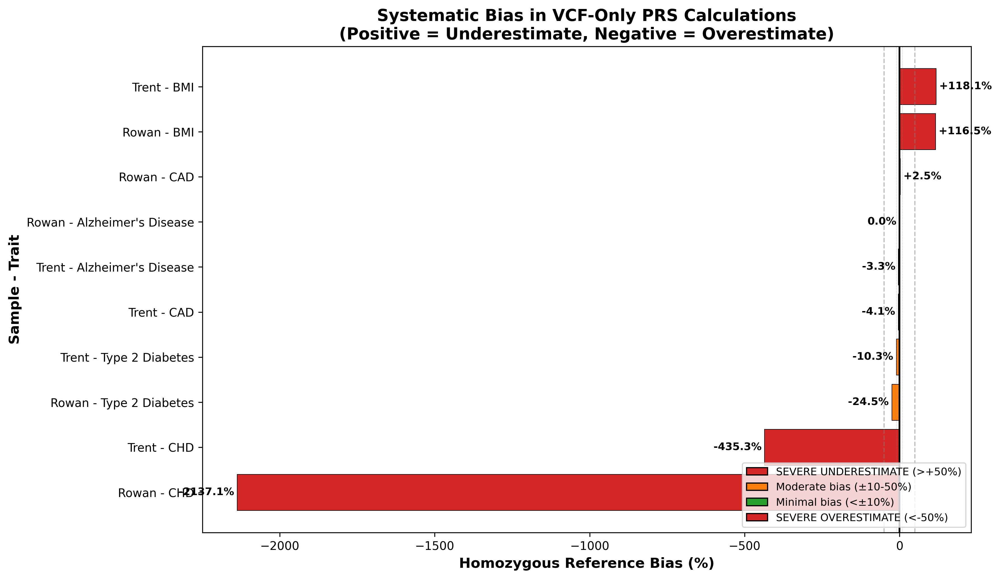 Systematic Bias in VCF-Only PRS Calculations
(Positive = Underestimate, Negative = Overestimate)
Sample - Trait
Trent - BMI
+118.1%
Rowan - BMI
+116.5%
Rowan - CAD
+2.5%
Rowan - Alzheimer's Disease
0.0%
Trent - Alzheimer's Disease
-3.3%
Trent - CAD
-4.1%
Trent - Type 2 Diabetes
-10.3%
Rowan - Type 2 Diabetes
-24.5%
Trent - CHD
-435.3%
Rowan - CHD
-2137.1%
SEVERE UNDERESTIMATE (>+50%)
Moderate bias (±10-50%)
Minimal bias (<±10%)
SEVERE OVERESTIMATE (<-50%)
−2000
−1500
−1000
−500
0
Homozygous Reference Bias (%)